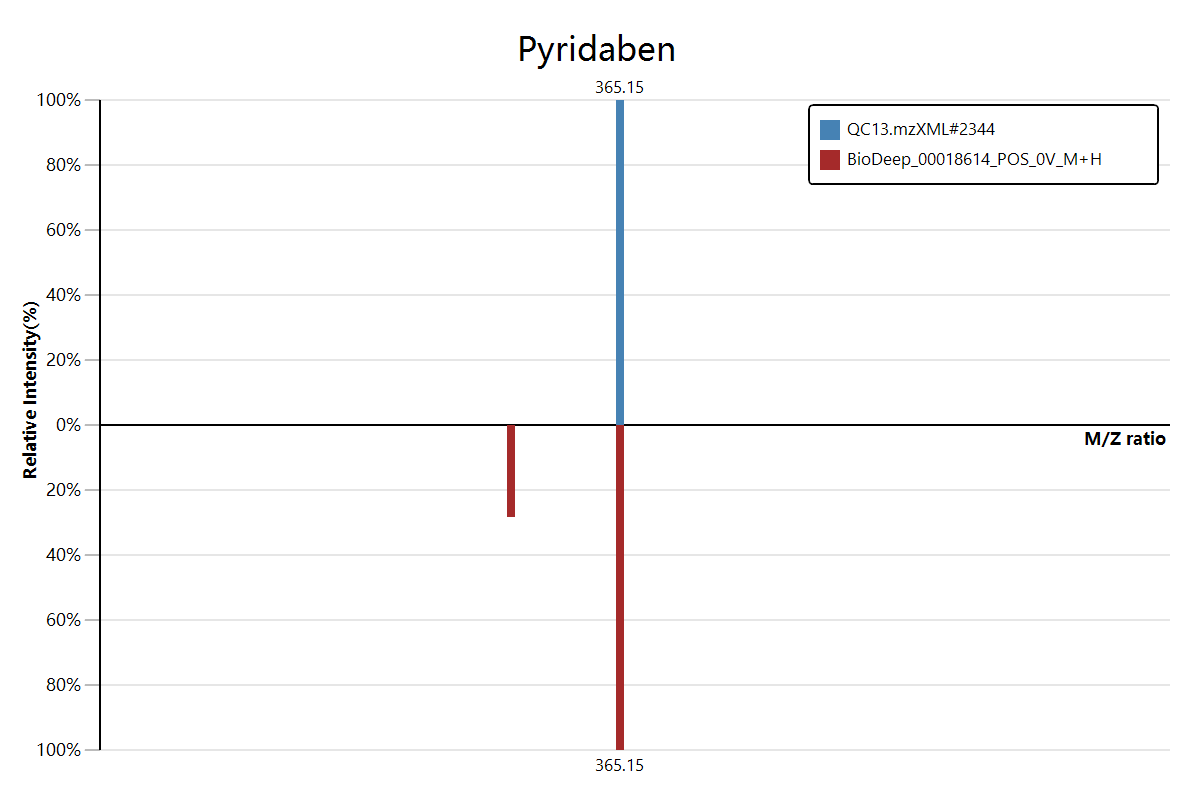 Pyridaben
365.15
100%
80%
60%
40%
20%
0%
20%
40%
60%
80%
100%
Relative Intensity(%)
QC13.mzXML#2344
BioDeep_00018614_POS_0V_M+H
M/Z ratio
365.15